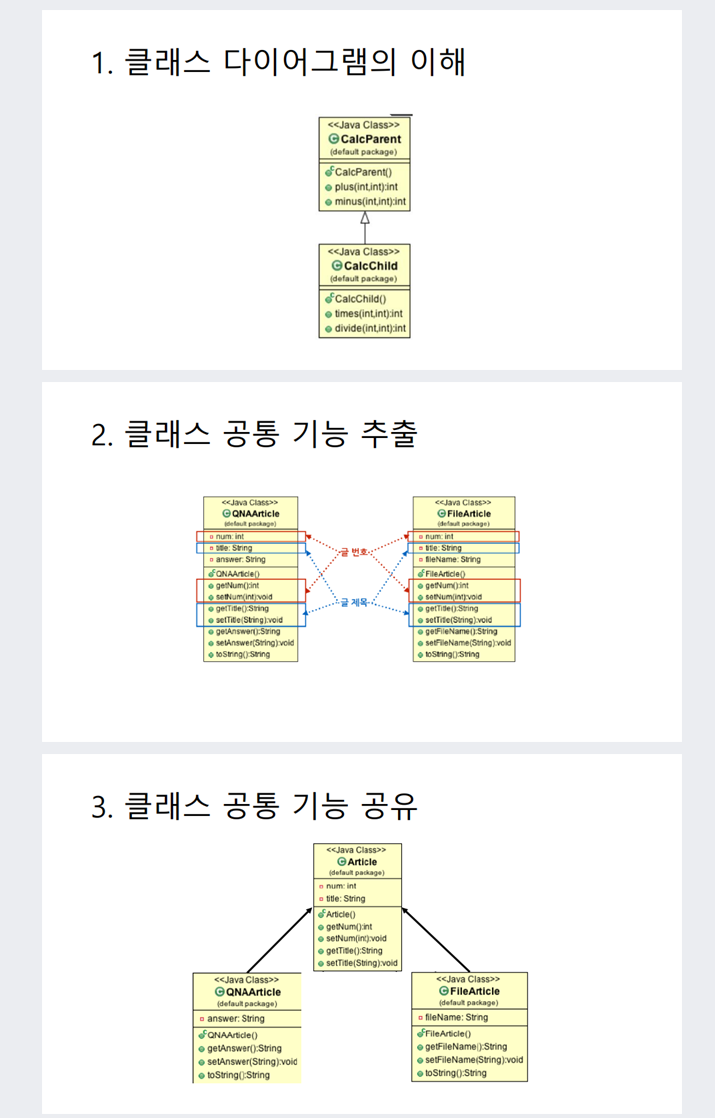 1. 클래스 다이어그램의 이해
<<Java Class>>
CalcParent
(default package)
CalcParent()
plus(int,int):int
minus(int,int):int
<<Java Class>>
CalcChild
(default package)
CalcChild()
times(int,int):int
divide(int,int):int
2. 클래스 공통 기능 추출
<<Java Class>>
QNAArticle
(default package)
num: int
title: String
answer: String
QNAArticle()
getNum():int
setNum(int):void
getTitle():String
setTitle(String):void
getAnswer():String
setAnswer(String):void
toString():String
글 번호
글 제목
<<Java Class>>
FileArticle
(default package)
num: int
title: String
fileName: String
FileArticle()
getNum():int
setNum(int):void
getTitle():String
setTitle(String):void
getFileName():String
setFileName(String):void
toString():String
3. 클래스 공통 기능 공유
<<Java Class>>
Article
(default package)
num: int
title: String
Article()
getNum():int
setNum(int):void
getTitle():String
setTitle(String):void
<<Java Class>>
QNAArticle
(default package)
answer: String
QNAArticle()
getAnswer():String
setAnswer(String):void
toString():String
<<Java Class>>
FileArticle
(default package)
fileName: String
FileArticle()
getFileName():String
setFileName(String):void
toString():String